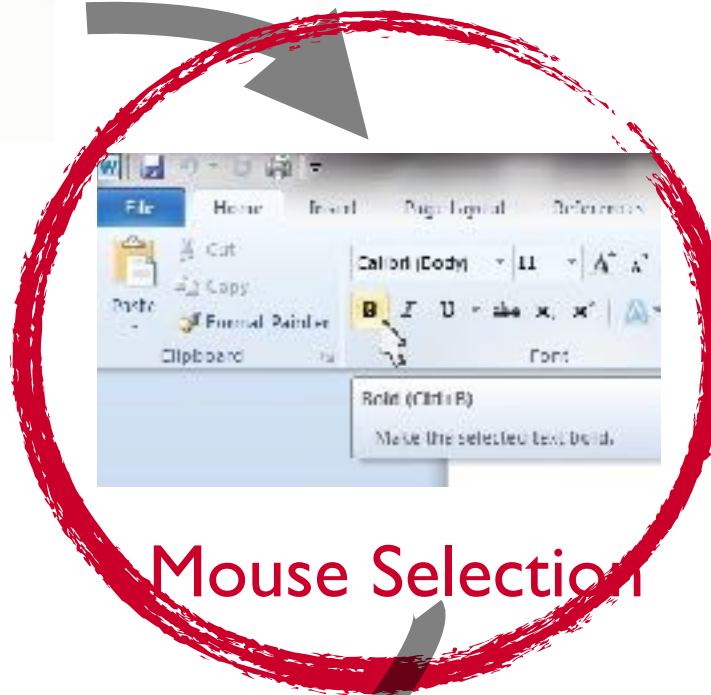 W
File Home Insert Page Layout References
Cut
Calibri (Body) 11 A A
Copy
Paste
B I U abc x, x² A
Format Painter
Clipboard Font
Bold (Ctrl+B)
Make the selected text bold.
Mouse Selection